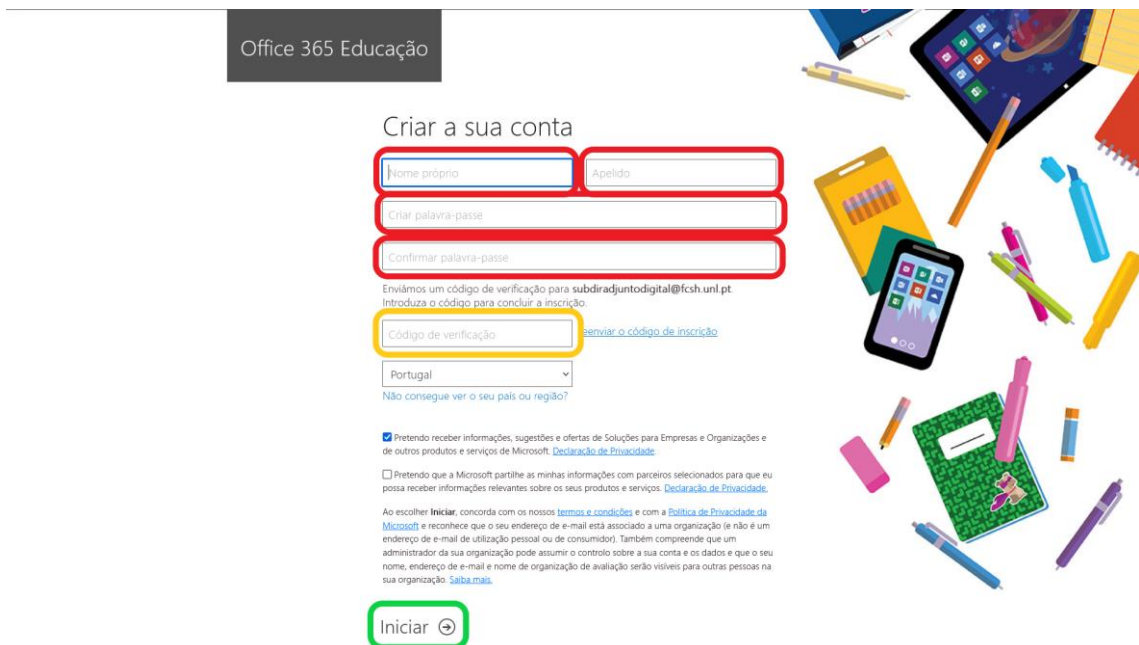 Office 365 Educação
Criar a sua conta
Nome próprio
Apelido
Criar palavra-passe
Confirmar palavra-passe
Enviámos um código de verificação para subdiradjuntodigital@fcsh.unl.pt.
Introduza o código para concluir a inscrição.
Código de verificação
eenviar o código de inscrição
Portugal
Não consegue ver o seu país ou região?
Pretendo receber informações, sugestões e ofertas de Soluções para Empresas e Organizações e
de outros produtos e serviços de Microsoft. Declaração de Privacidade.
Pretendo que a Microsoft partilhe as minhas informações com parceiros selecionados para que eu
possa receber informações relevantes sobre os seus produtos e serviços. Declaração de Privacidade.
Ao escolher Iniciar, concorda com os nossos termos e condições e com a Política de Privacidade da
Microsoft e reconhece que o seu endereço de e-mail está associado a uma organização (e não é um
endereço de e-mail de utilização pessoal ou de consumidor). Também compreende que um
administrador da sua organização pode assumir o controlo sobre a sua conta e os dados e que o seu
nome, endereço de e-mail e nome de organização de avaliação serão visíveis para outras pessoas na
sua organização. Saiba mais.
Iniciar